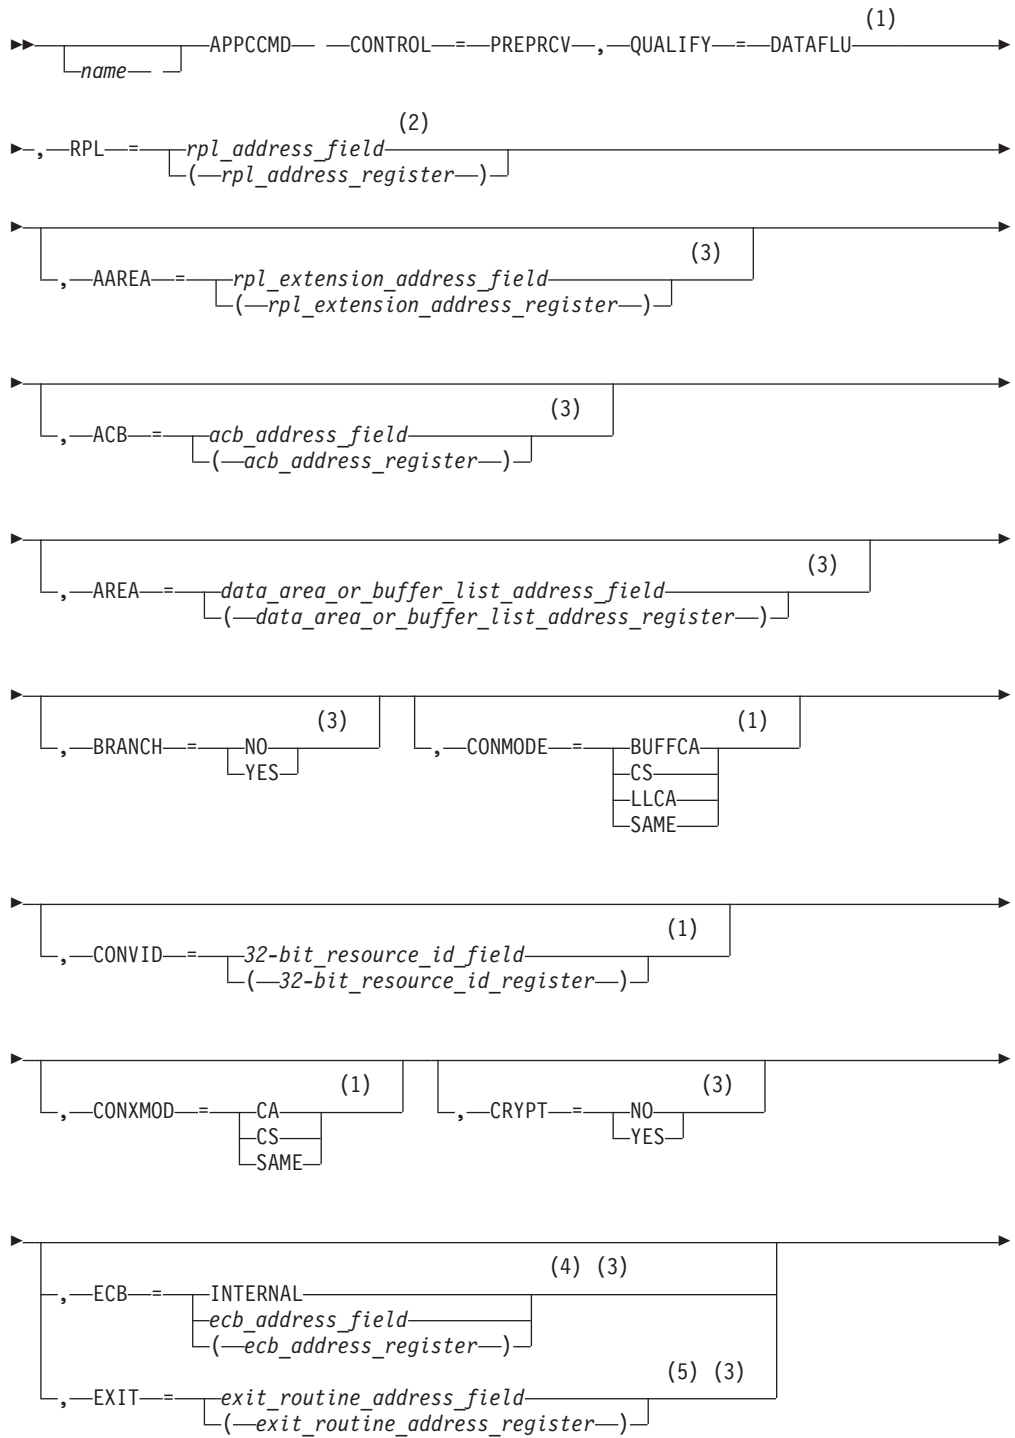 (1)
APPCCMD CONTROL = PREPRCV , QUALIFY = DATAFLU
name
(2)
, RPL = rpl_address_field
( rpl_address_register )
(3)
, AAREA = rpl_extension_address_field
( rpl_extension_address_register )
(3)
, ACB = acb_address_field
( acb_address_register )
(3)
, AREA = data_area_or_buffer_list_address_field
( data_area_or_buffer_list_address_register )
(3) (1)
, BRANCH = NO , CONMODE = BUFFCA
YES CS
LLCA
SAME
(1)
, CONVID = 32-bit_resource_id_field
( 32-bit_resource_id_register )
(1) (3)
, CONXMOD = CA , CRYPT = NO
CS YES
SAME
(4) (3)
, ECB = INTERNAL
ecb_address_field
( ecb_address_register )
(5) (3)
, EXIT = exit_routine_address_field
( exit_routine_address_register )